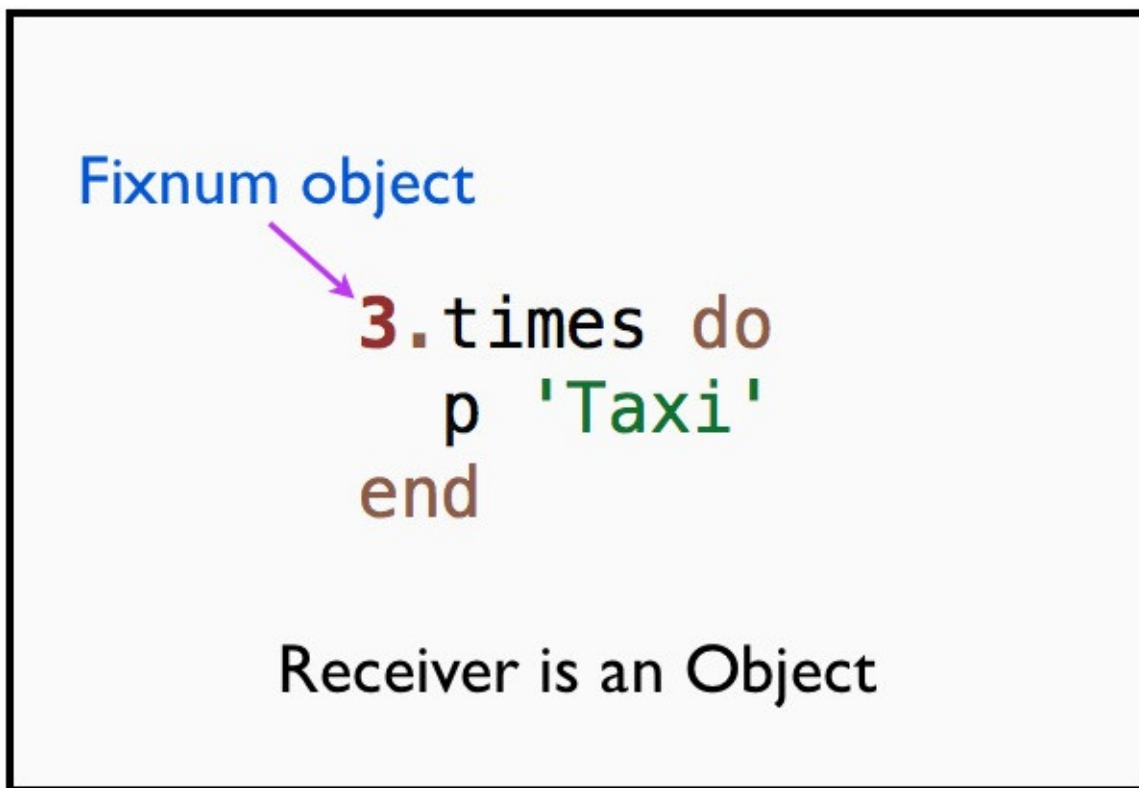 Fixnum object
3.times do
p 'Taxi'
end
Receiver is an Object